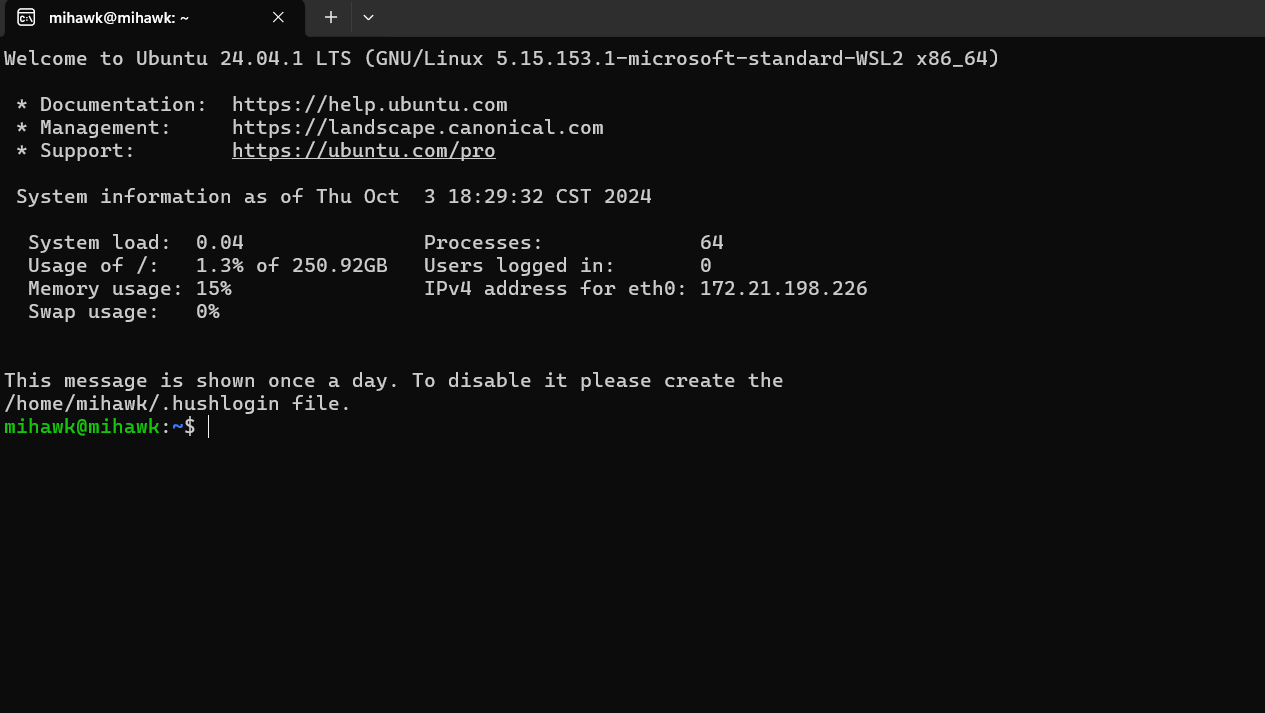 mihawk@mihawk: ~
Welcome to Ubuntu 24.04.1 LTS (GNU/Linux 5.15.153.1-microsoft-standard-WSL2 x86_64)
* Documentation:  https://help.ubuntu.com
* Management:     https://landscape.canonical.com
* Support:        https://ubuntu.com/pro
System information as of Thu Oct  3 18:29:32 CST 2024
System load:  0.04               Processes:             64
Usage of /:   1.3% of 250.92GB   Users logged in:       0
Memory usage: 15%                IPv4 address for eth0: 172.21.198.226
Swap usage:   0%
This message is shown once a day. To disable it please create the
/home/mihawk/.hushlogin file.
mihawk@mihawk:~$